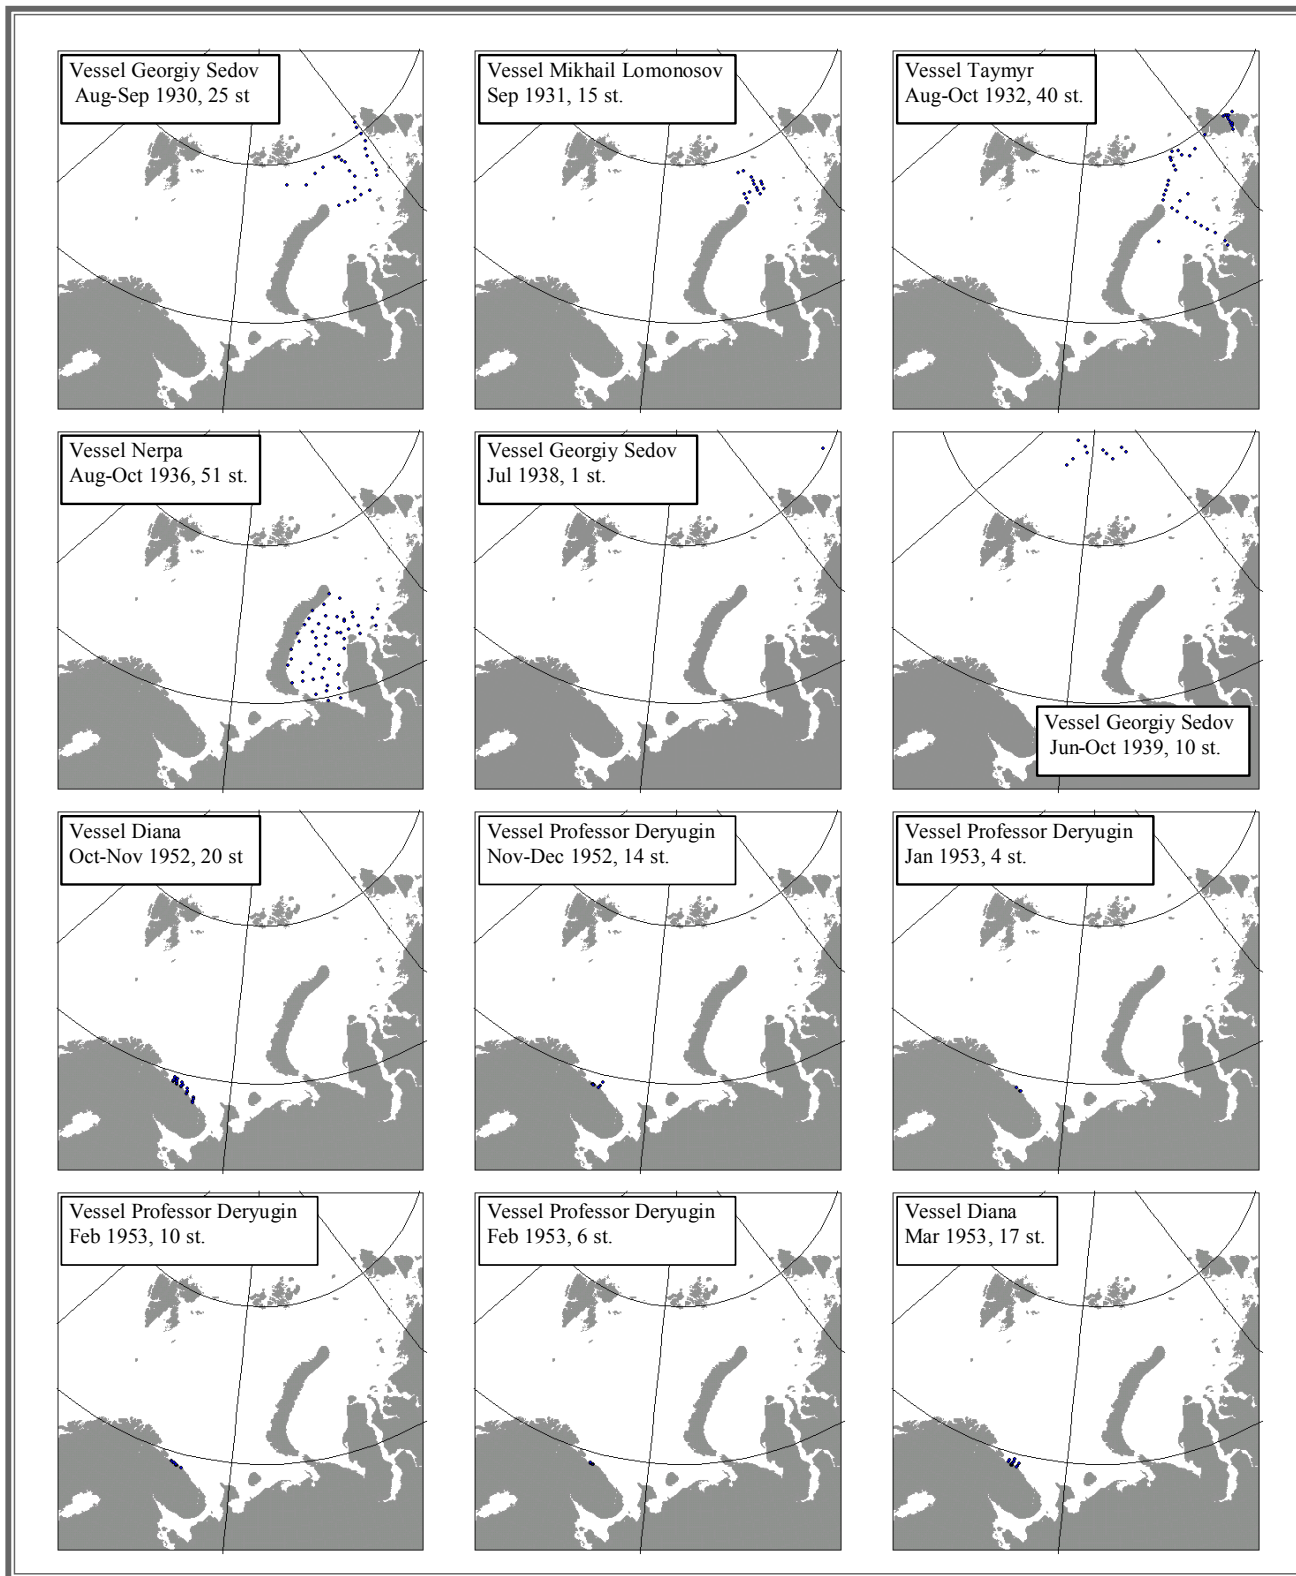 Vessel Georgiy Sedov
Aug-Sep 1930, 25 st
Vessel Mikhail Lomonosov
Sep 1931, 15 st.
Vessel Taymyr
Aug-Oct 1932, 40 st.
Vessel Nerpa
Aug-Oct 1936, 51 st.
Vessel Georgiy Sedov
Jul 1938, 1 st.
Vessel Georgiy Sedov
Jun-Oct 1939, 10 st.
Vessel Diana
Oct-Nov 1952, 20 st
Vessel Professor Deryugin
Nov-Dec 1952, 14 st.
Vessel Professor Deryugin
Jan 1953, 4 st.
Vessel Professor Deryugin
Feb 1953, 10 st.
Vessel Professor Deryugin
Feb 1953, 6 st.
Vessel Diana
Mar 1953, 17 st.